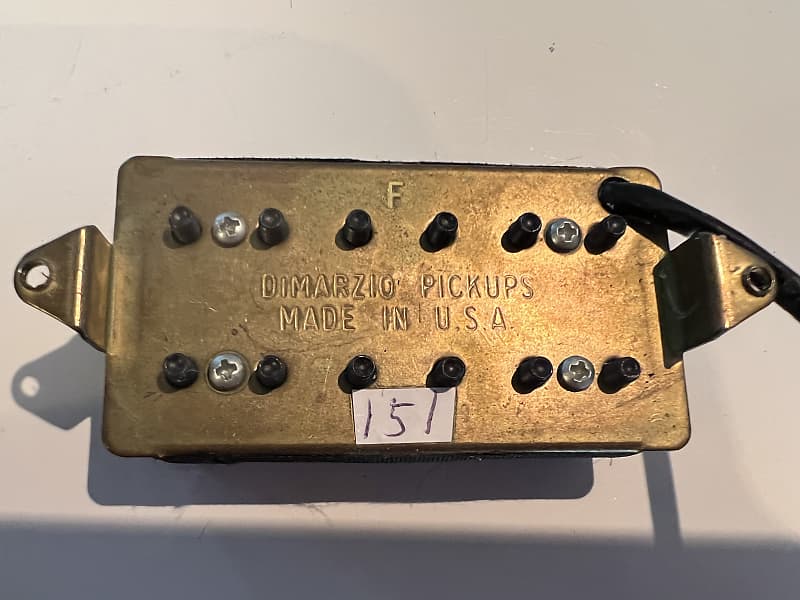 F
DIMARZIO PICKUPS
MADE IN U.S.A.
151